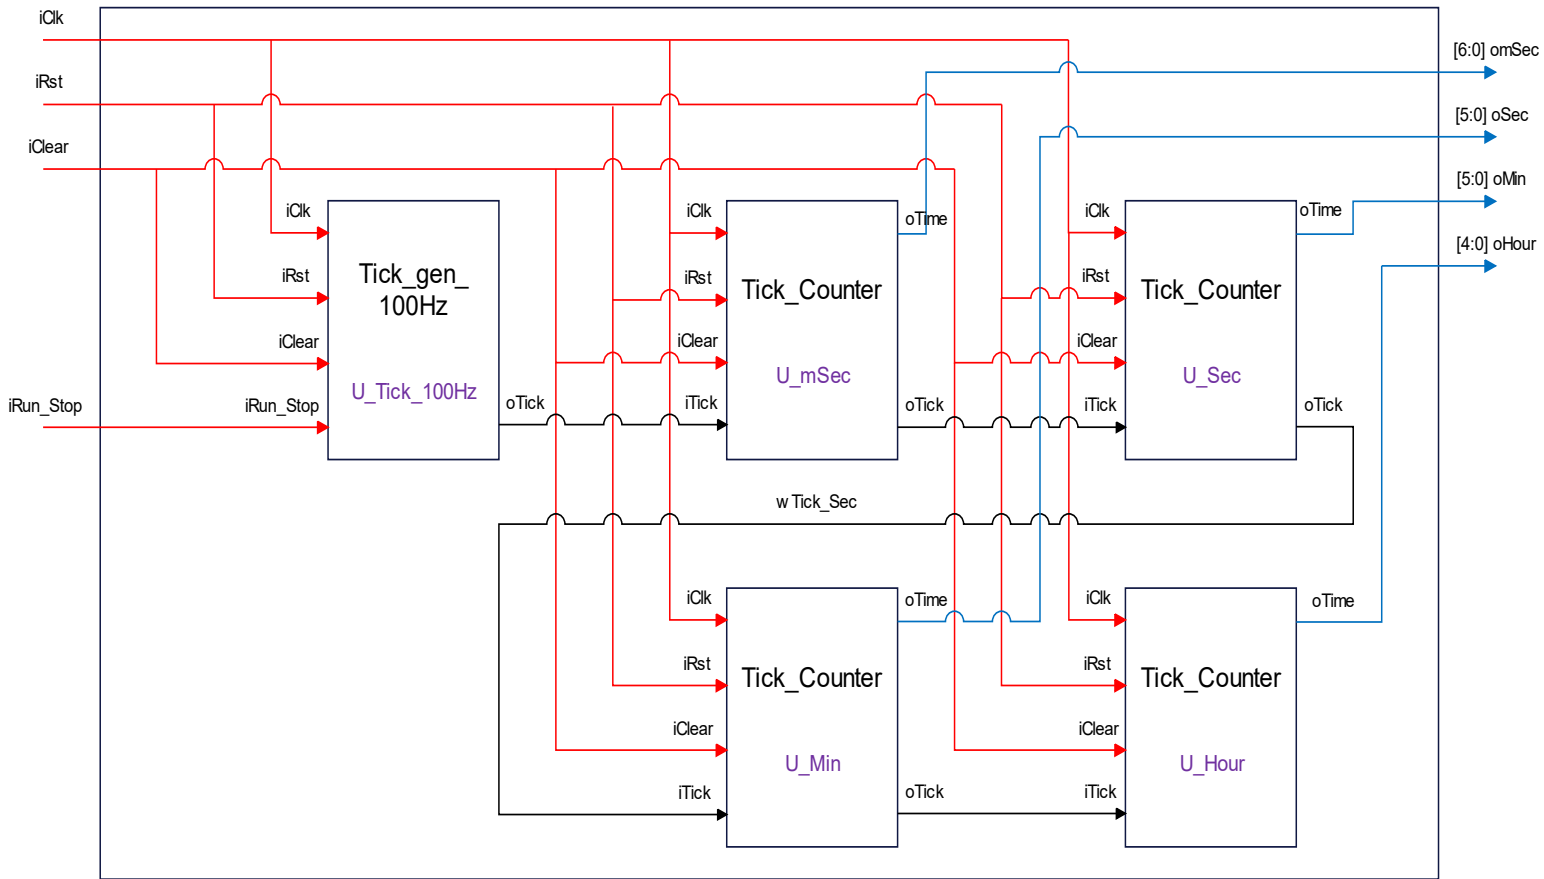 iClk
[6:0] omSec
iRst
[5:0] oSec
iClear
[5:0] oMin
[4:0] oHour
iClk
iRst
iClear
iRun_Stop
iRun_Stop
Tick_gen_
100Hz
U_Tick_100Hz
oTick
iClk
iRst
iClear
iTick
Tick_Counter
U_mSec
oTime
oTick
iClk
iRst
iClear
iTick
Tick_Counter
U_Sec
oTime
oTick
wTick_Sec
iClk
iRst
iClear
iTick
Tick_Counter
U_Min
oTime
oTick
iClk
iRst
iClear
iTick
Tick_Counter
U_Hour
oTime